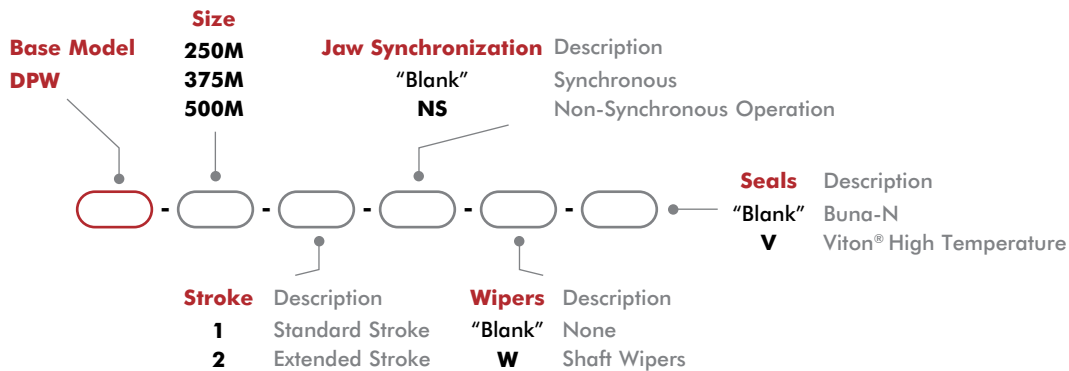 Size
Base Model 250M Jaw Synchronization Description
DPW 375M “Blank” Synchronous
500M NS Non-Synchronous Operation
- - - - -
Seals Description
“Blank” Buna-N
V Viton® High Temperature
Stroke Description Wipers Description
1 Standard Stroke “Blank” None
2 Extended Stroke W Shaft Wipers